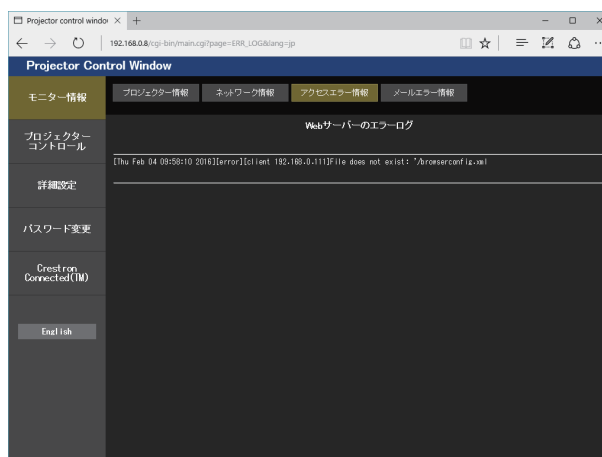 Projector control windo
192.168.0.8/cgi-bin/main.cgi?page=ERR_LOG&lang=jp
Projector Control Window
モニター情報
プロジェクター情報
ネットワーク情報
アクセスエラー情報
メールエラー情報
Webサーバーのエラーログ
[Thu Feb 04 09:58:10 2016][error][client 192.168.0.111]File does not exist: "/browserconfig.xml
プロジェクター
コントロール
詳細設定
パスワード変更
Crestron
Connected(TM)
English